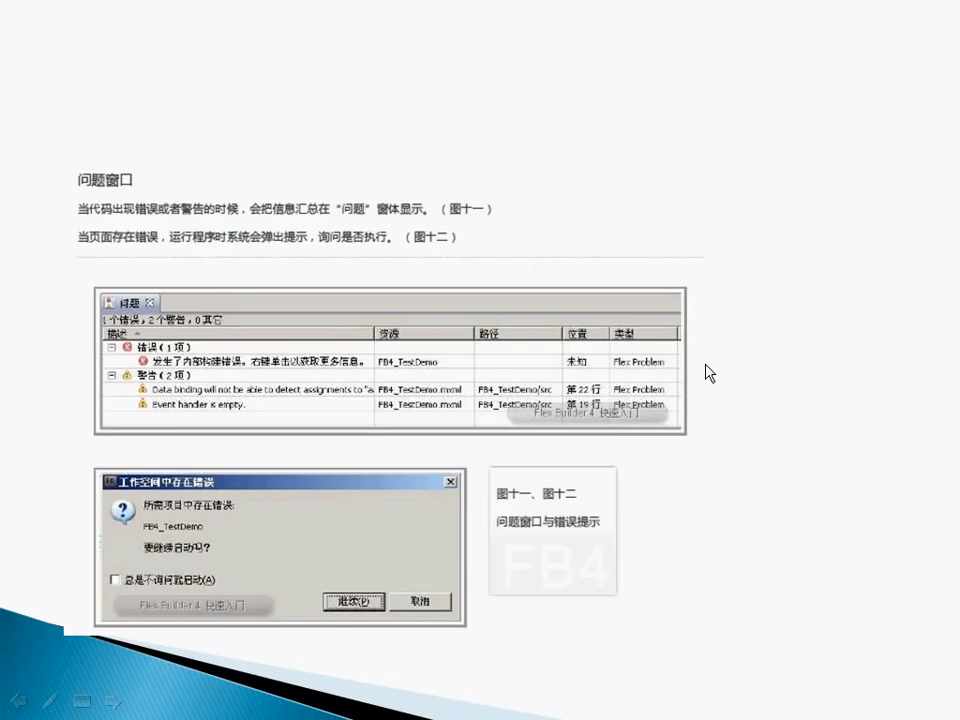 问题窗口
当代码出现错误或者警告的时候，会把信息汇总在“问题”窗体显示。（图十一）
当页面存在错误，运行程序时系统会弹出提示，询问是否执行。（图十二）
问题
1个错误，2个警告，0其它
描述 资源 路径 位置 类型
错误（1项）
发生了内部构建错误。右键单击以获取更多信息。 FB4_TestDemo 未知 Flex Problem
警告（2项）
Data binding will not be able to detect assignments to "a FB4_TestDemo.mxml FB4_TestDemo/src 第22行 Flex Problem
Event handler is empty. FB4_TestDemo.mxml FB4_TestDemo/src 第19行 Flex Problem
Flex Builder 4 快速入门
工作空间中存在错误
所需项目中存在错误:
FB4_TestDemo
要继续启动吗?
总是不询问就启动(A)
Flex Builder 4 快速入门
继续(P) 取消
图十一、图十二
问题窗口与错误提示
FB4